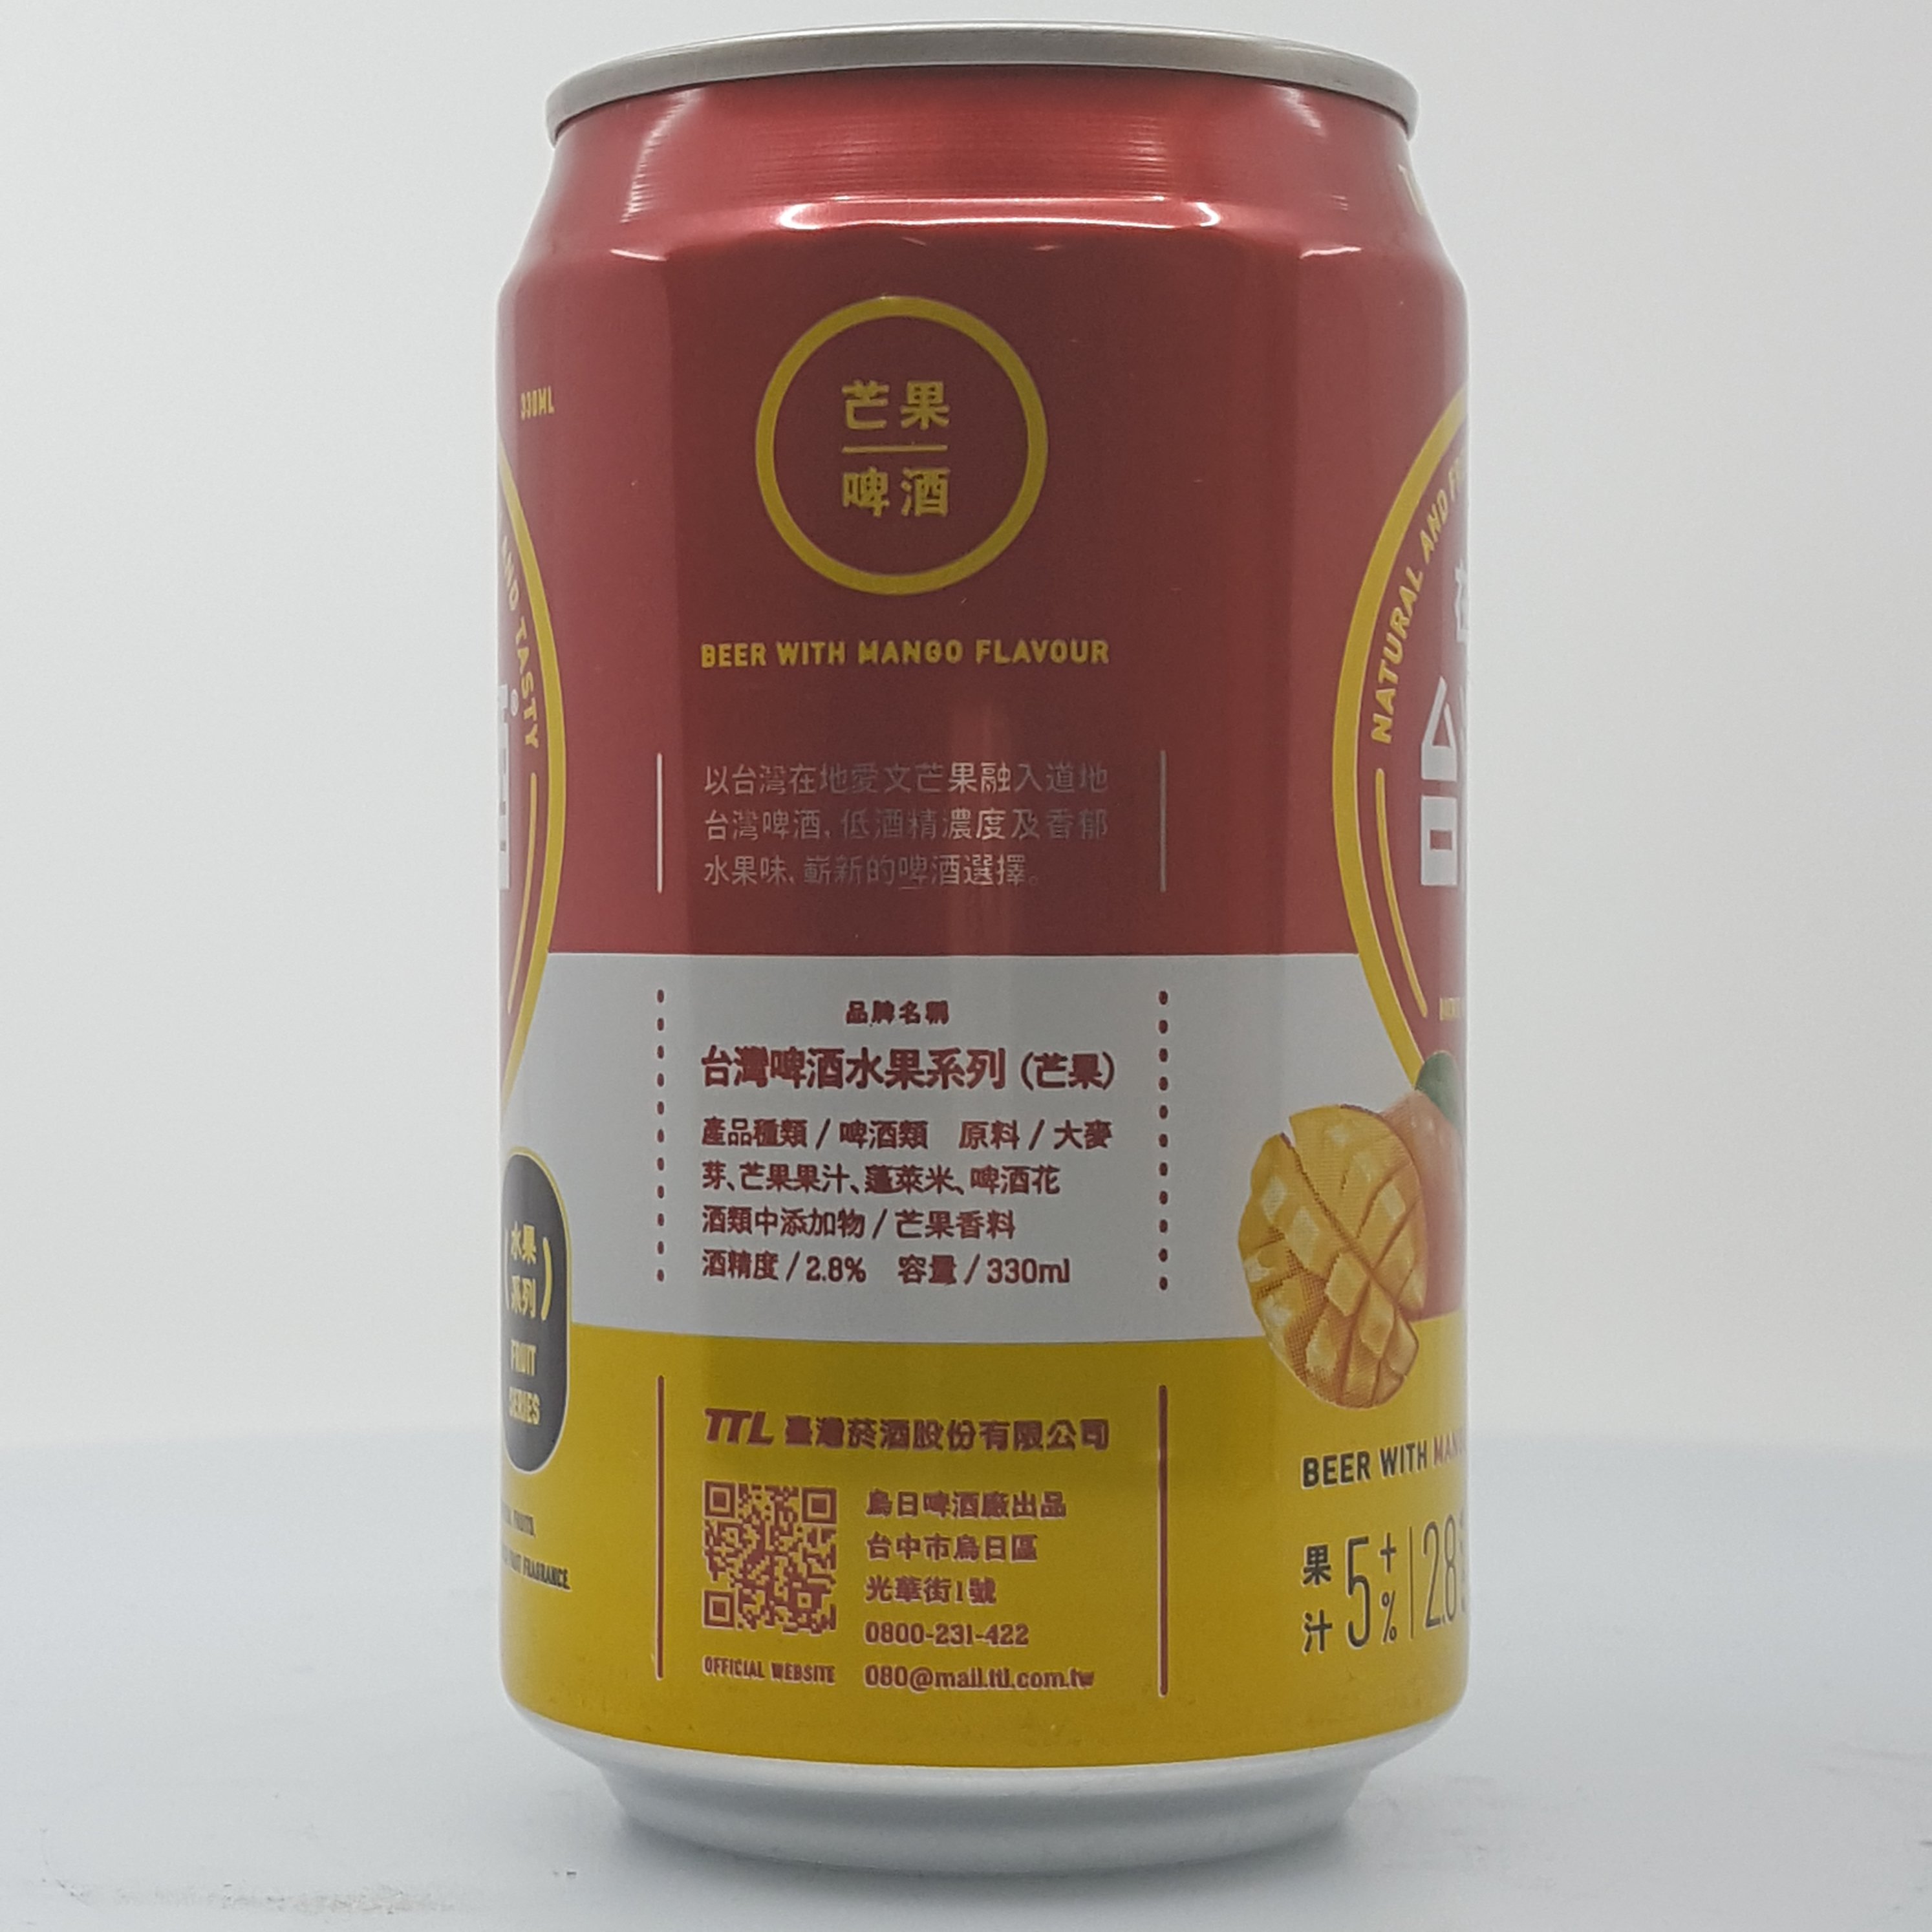 330ML
芒果
啤酒
BEER WITH MANGO FLAVOUR
以台灣在地愛文芒果融入道地
台灣啤酒,低酒精濃度及香郁
水果味,嶄新的啤酒選擇。
品牌名稱
台灣啤酒水果系列(芒果)
產品種類/啤酒類 原料/大麥
芽、芒果果汁、蓬萊米、啤酒花
酒類中添加物/芒果香料
酒精度/2.8% 容量/330ml
TTL 臺灣菸酒股份有限公司
烏日啤酒廠出品
台中市烏日區
光華街1號
0800-231-422
OFFICIAL WEBSITE 080@mail.ttl.com.tw
AND TASTY
水果
系列
FRUIT
SERIES
FRUIT FRAGRANCE
NATURAL AND
台
BEER WITH
果汁 5+% | 2.8